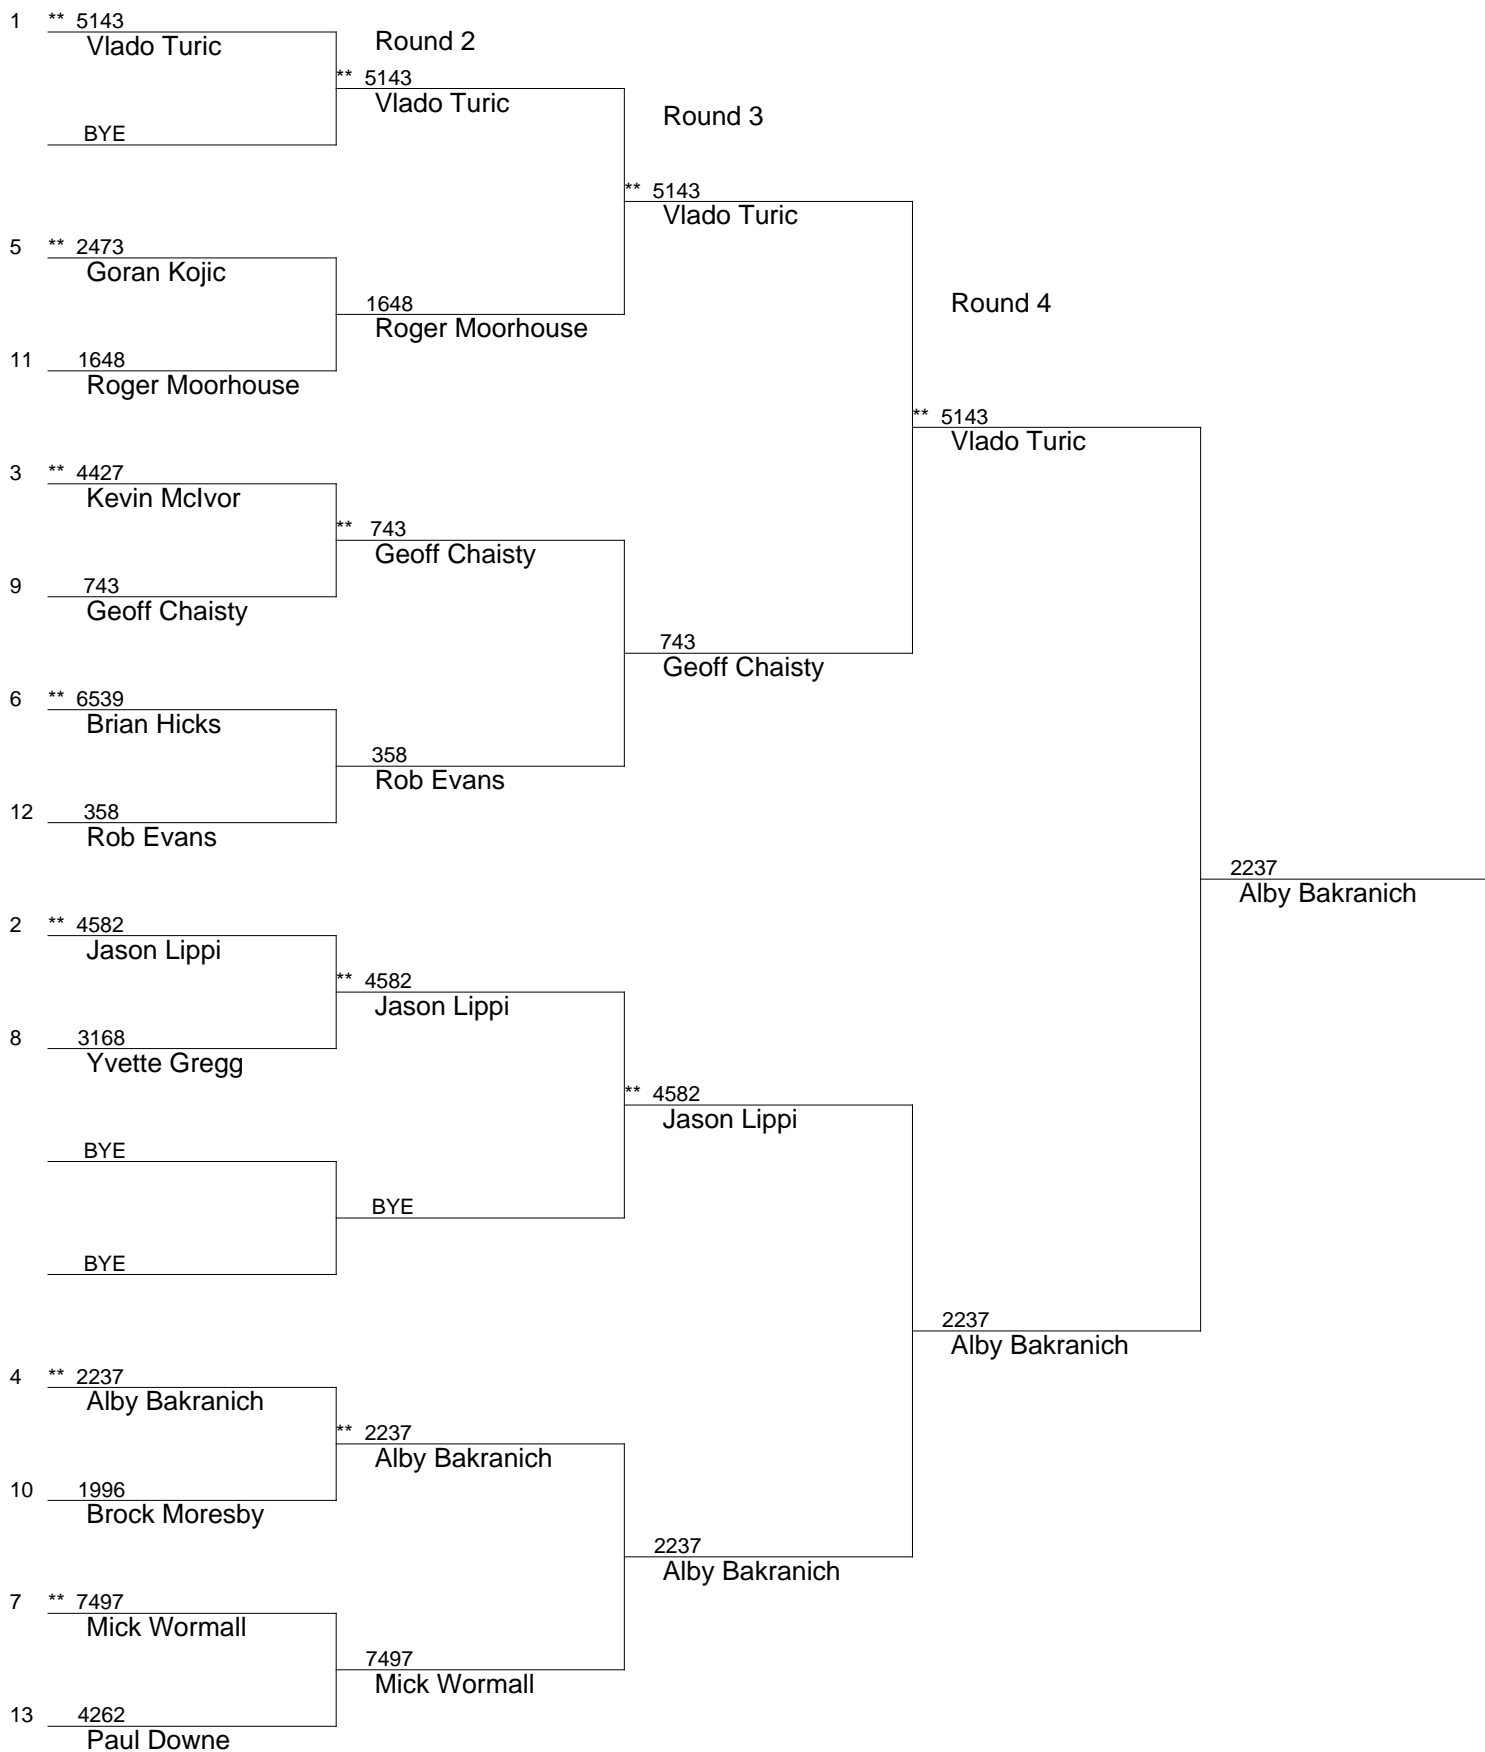 1 ** 5143
Vlado Turic
BYE
5 ** 2473
Goran Kojic
11 1648
Roger Moorhouse
3 ** 4427
Kevin McIvor
9 743
Geoff Chaisty
6 ** 6539
Brian Hicks
12 358
Rob Evans
2 ** 4582
Jason Lippi
8 3168
Yvette Gregg
BYE
BYE
4 ** 2237
Alby Bakranich
10 1996
Brock Moresby
7 ** 7497
Mick Wormall
13 4262
Paul Downe
Round 2
** 5143
Vlado Turic
1648
Roger Moorhouse
** 743
Geoff Chaisty
358
Rob Evans
** 4582
Jason Lippi
BYE
** 2237
Alby Bakranich
7497
Mick Wormall
Round 3
** 5143
Vlado Turic
743
Geoff Chaisty
** 4582
Jason Lippi
2237
Alby Bakranich
Round 4
** 5143
Vlado Turic
2237
Alby Bakranich
2237
Alby Bakranich